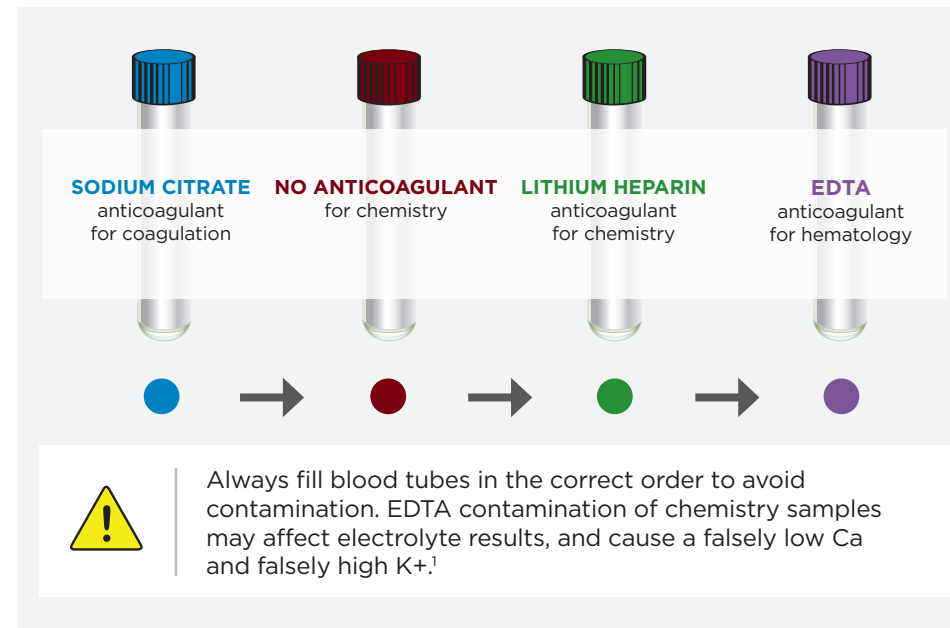 SODIUM CITRATE
anticoagulant
for coagulation
NO ANTICOAGULANT
for chemistry
LITHIUM HEPARIN
anticoagulant
for chemistry
EDTA
anticoagulant
for hematology
Always fill blood tubes in the correct order to avoid
contamination. EDTA contamination of chemistry samples
may affect electrolyte results, and cause a falsely low Ca
and falsely high K+.¹